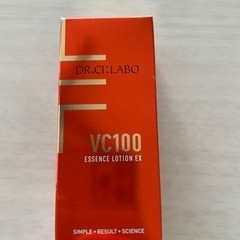 DR.CI:LABO
VC100
ESSENCE LOTION EX
SIMPLE+RESULT+SCIENCE